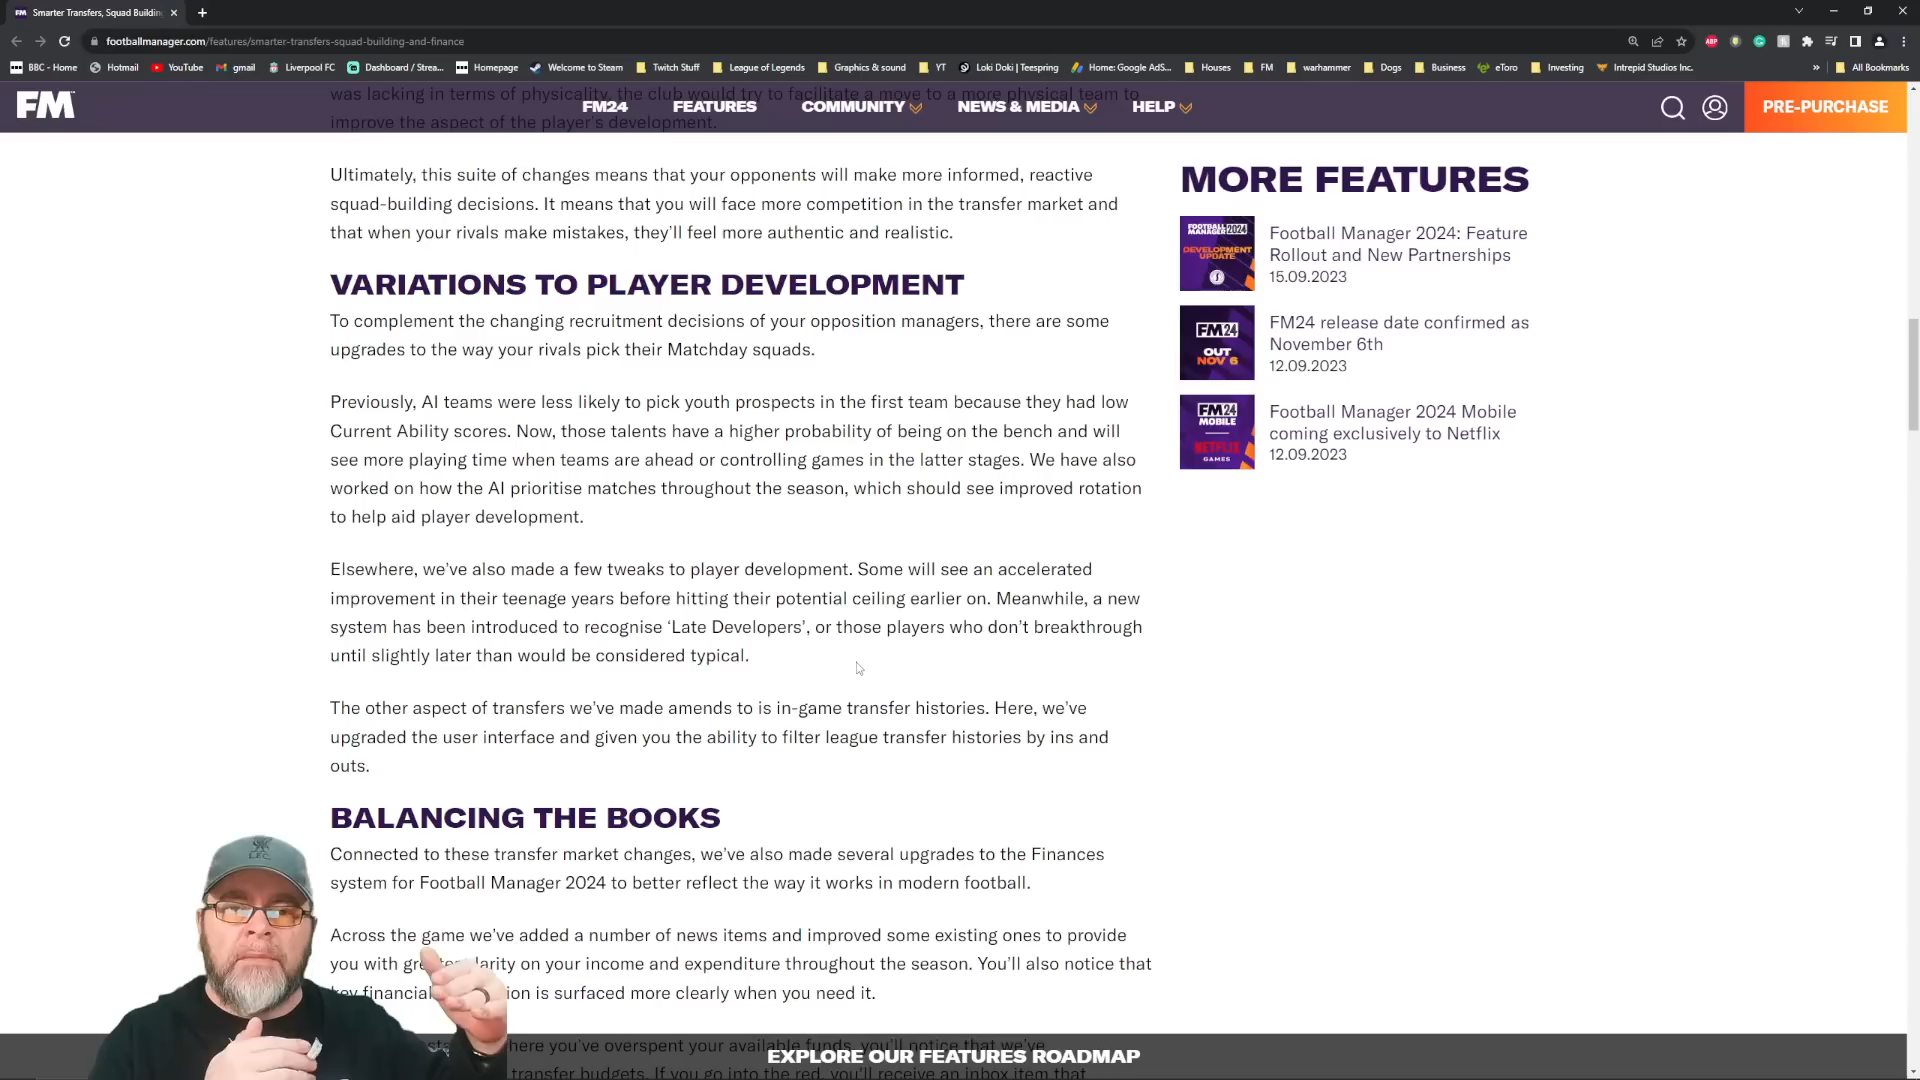 Smarter Transfers, Squad Buildin
footballmanager.com/features/smarter-transfers-squad-building-and-finance
BBC - Home
Hotmail
YouTube
gmail
Liverpool FC
Dashboard / Strea...
Homepage
Welcome to Steam
Twitch Stuff
League of Legends
Graphics & sound
YT
Loki Doki | Teespring
Home: Google AdS...
Houses
FM
warhammer
Dogs
Business
eToro
Investing
Intrepid Studios Inc.
»
All Bookmarks
FM
FM24
FEATURES
COMMUNITY
NEWS & MEDIA
HELP
PRE-PURCHASE
was lacking in terms of physicality, the club would try to facilitate a move to a more physical team to
improve the aspect of the player's development.
Ultimately, this suite of changes means that your opponents will make more informed, reactive
squad-building decisions. It means that you will face more competition in the transfer market and
that when your rivals make mistakes, they'll feel more authentic and realistic.
VARIATIONS TO PLAYER DEVELOPMENT
To complement the changing recruitment decisions of your opposition managers, there are some
upgrades to the way your rivals pick their Matchday squads.
Previously, AI teams were less likely to pick youth prospects in the first team because they had low
Current Ability scores. Now, those talents have a higher probability of being on the bench and will
see more playing time when teams are ahead or controlling games in the latter stages. We have also
worked on how the AI prioritise matches throughout the season, which should see improved rotation
to help aid player development.
Elsewhere, we've also made a few tweaks to player development. Some will see an accelerated
improvement in their teenage years before hitting their potential ceiling earlier on. Meanwhile, a new
system has been introduced to recognise 'Late Developers', or those players who don't breakthrough
until slightly later than would be considered typical.
The other aspect of transfers we've made amends to is in-game transfer histories. Here, we've
upgraded the user interface and given you the ability to filter league transfer histories by ins and
outs.
BALANCING THE BOOKS
Connected to these transfer market changes, we've also made several upgrades to the Finances
system for Football Manager 2024 to better reflect the way it works in modern football.
Across the game we've added a number of news items and improved some existing ones to provide
you with on your income and expenditure throughout the season. You'll also notice that
key financial is surfaced more clearly when you need it.
here you've overspent your available funds, you'll notice that we've
transfer budgets. If you go into the red, you'll receive an inbox item that
EXPLORE OUR FEATURES ROADMAP
MORE FEATURES
FOOTBALL
MANAGER 2024
DEVELOPMENT
UPDATE
Football Manager 2024: Feature
Rollout and New Partnerships
15.09.2023
FM24
OUT
NOV 6
FM24 release date confirmed as
November 6th
12.09.2023
FM24
MOBILE
NETFLIX
GAMES
Football Manager 2024 Mobile
coming exclusively to Netflix
12.09.2023
L.F.C.